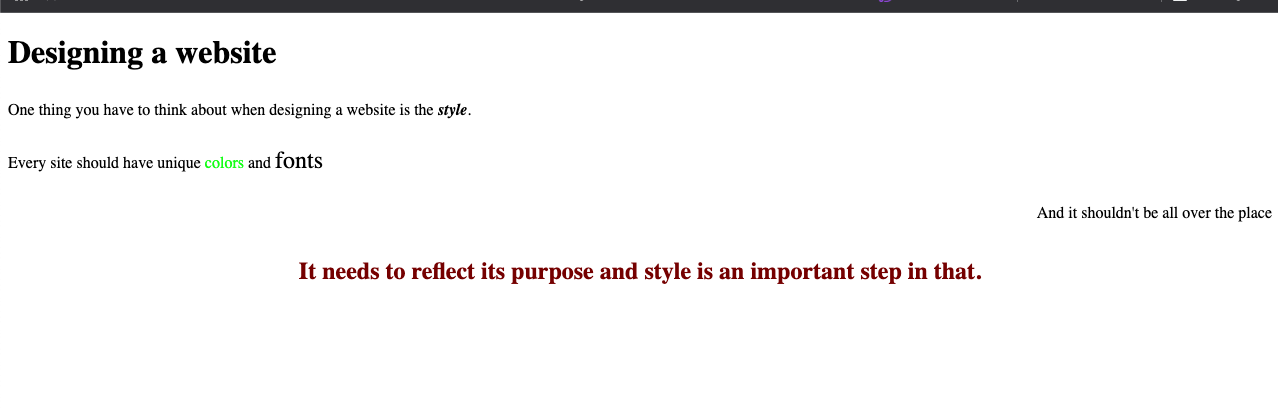 Designing a website
One thing you have to think about when designing a website is the style.
Every site should have unique colors and fonts
And it shouldn't be all over the place
It needs to reflect its purpose and style is an important step in that.